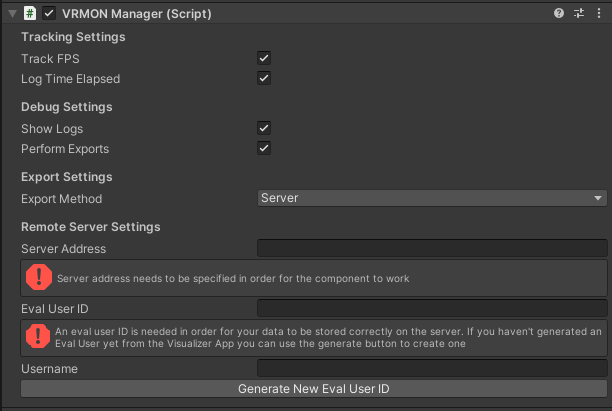 VRMON Manager (Script)
Tracking Settings
Track FPS
Log Time Elapsed
Debug Settings
Show Logs
Perform Exports
Export Settings
Export Method Server
Remote Server Settings
Server Address
Server address needs to be specified in order for the component to work
Eval User ID
An eval user ID is needed in order for your data to be stored correctly on the server. If you haven't generated an
Eval User yet from the Visualizer App you can use the generate button to create one
Username
Generate New Eval User ID